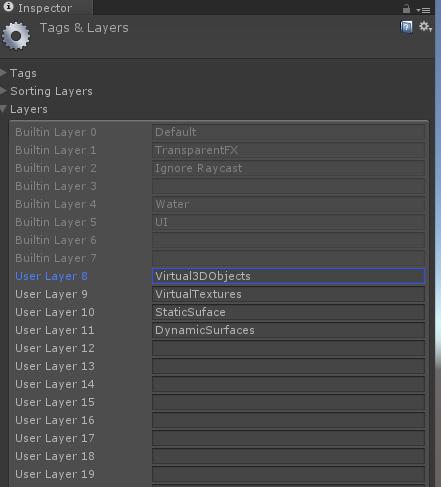 Inspector
Tags & Layers
Tags
Sorting Layers
Layers
Builtin Layer 0 Default
Builtin Layer 1 TransparentFX
Builtin Layer 2 Ignore Raycast
Builtin Layer 3
Builtin Layer 4 Water
Builtin Layer 5 UI
Builtin Layer 6
Builtin Layer 7
User Layer 8 Virtual3DObjects
User Layer 9 VirtualTextures
User Layer 10 StaticSuface
User Layer 11 DynamicSurfaces
User Layer 12
User Layer 13
User Layer 14
User Layer 15
User Layer 16
User Layer 17
User Layer 18
User Layer 19